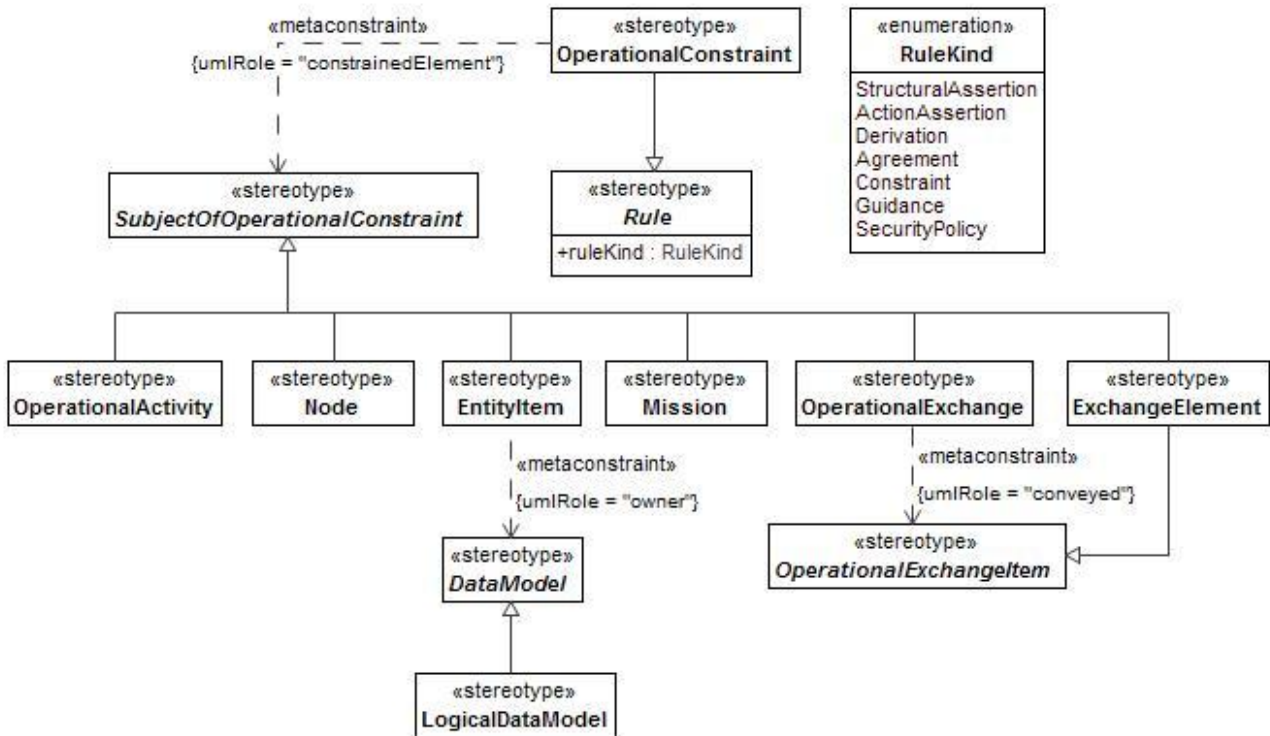 «metaconstraint»
{umlRole = "constrainedElement"}
«stereotype»
OperationalConstraint
«enumeration»
RuleKind
StructuralAssertion
ActionAssertion
Derivation
Agreement
Constraint
Guidance
SecurityPolicy
«stereotype»
SubjectOfOperationalConstraint
«stereotype»
Rule
+ruleKind : RuleKind
«stereotype»
OperationalActivity
«stereotype»
Node
«stereotype»
EntityItem
«stereotype»
Mission
«stereotype»
OperationalExchange
«stereotype»
ExchangeElement
«metaconstraint»
{umlRole = "owner"}
«metaconstraint»
{umlRole = "conveyed"}
«stereotype»
DataModel
«stereotype»
OperationalExchangeItem
«stereotype»
LogicalDataModel